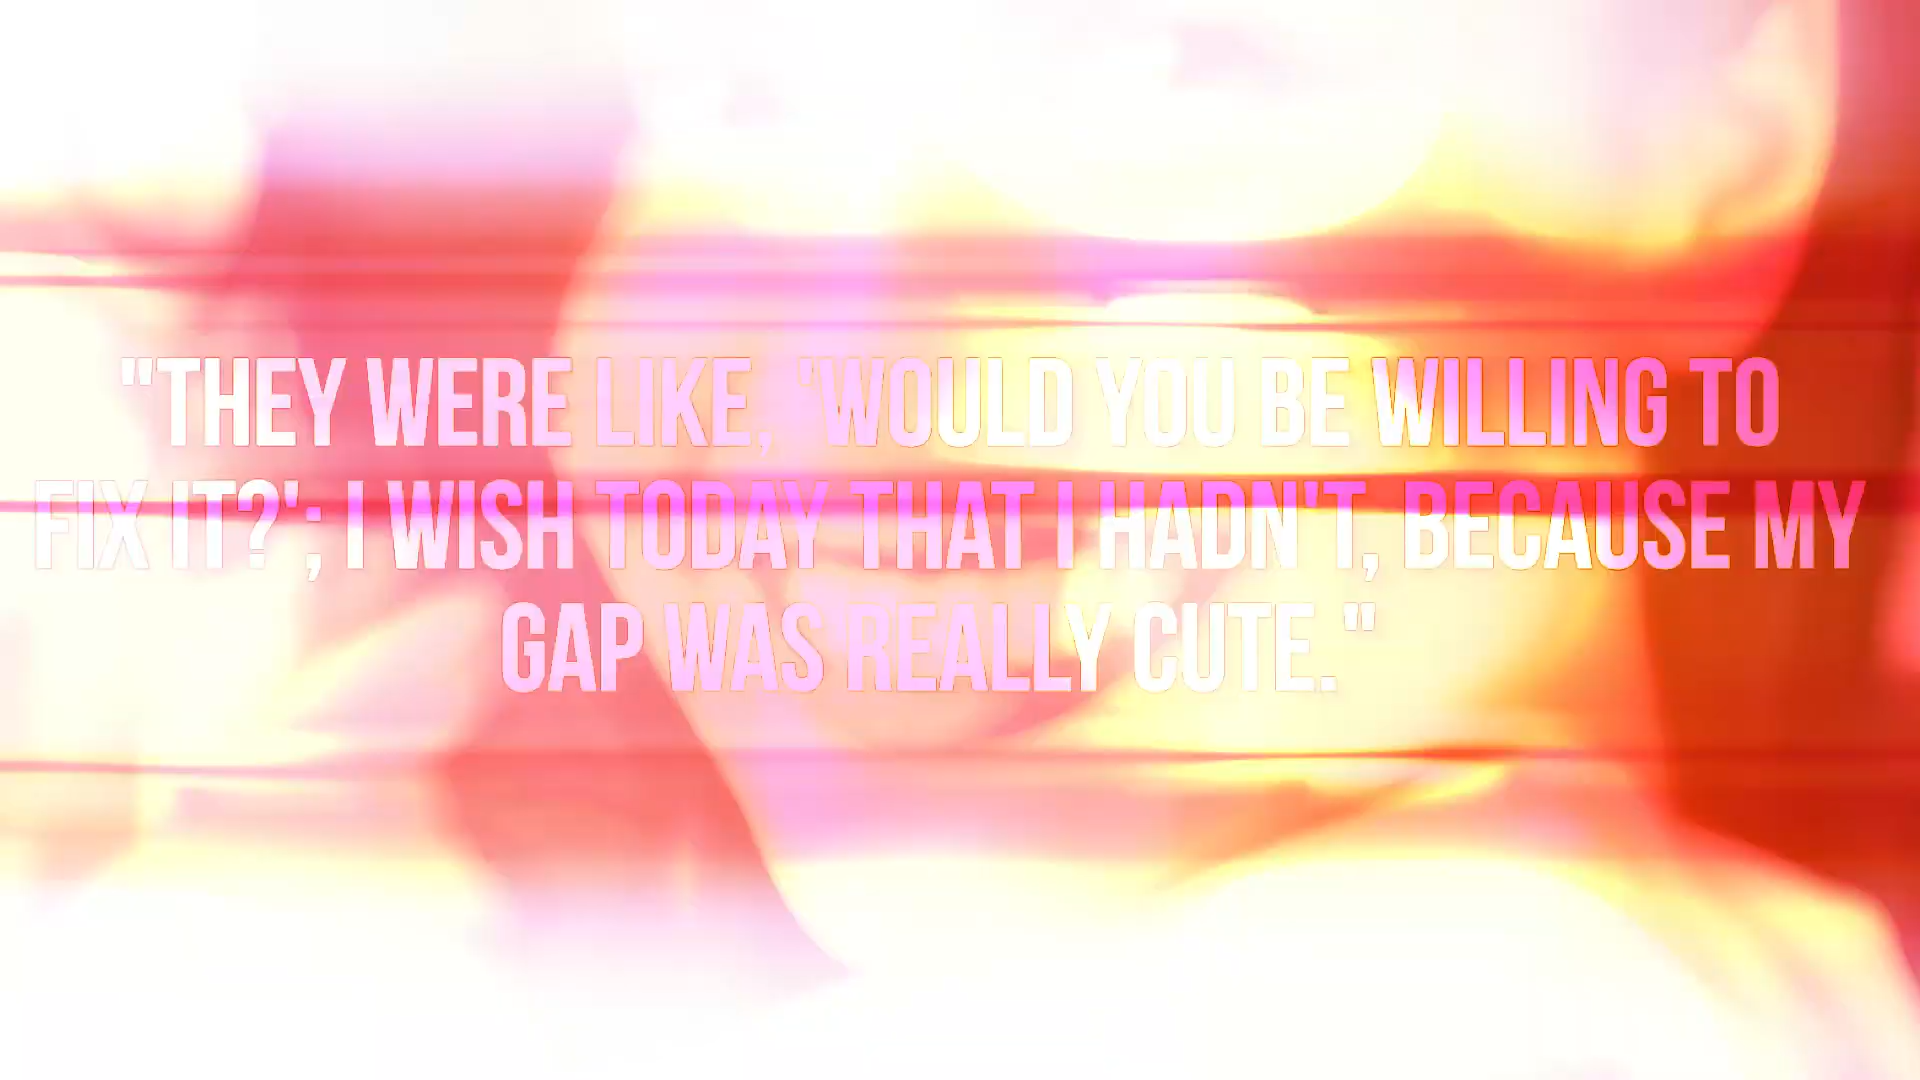 "THEY WERE LIKE, 'WOULD YOU BE WILLING TO
FIX IT?'; I WISH TODAY THAT I HADN'T, BECAUSE MY
GAP WAS REALLY CUTE."